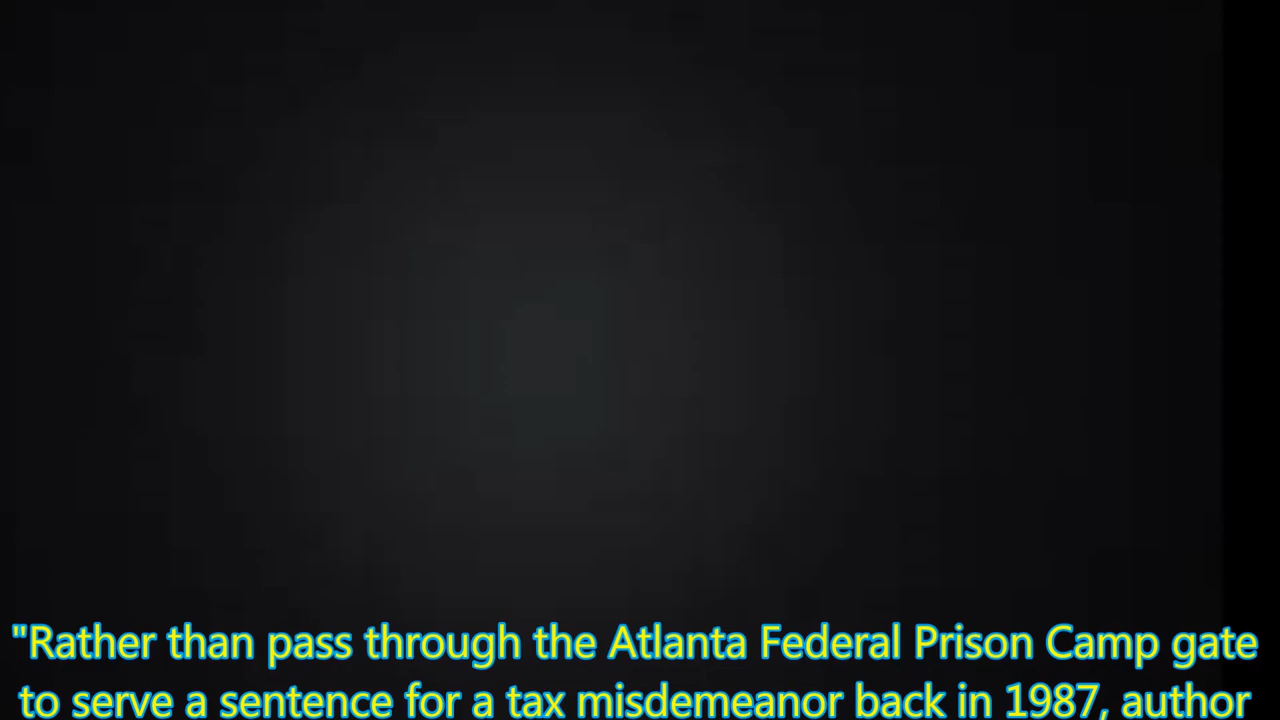 "Rather than pass through the Atlanta Federal Prison Camp gate
to serve a sentence for a tax misdemeanor back in 1987, author